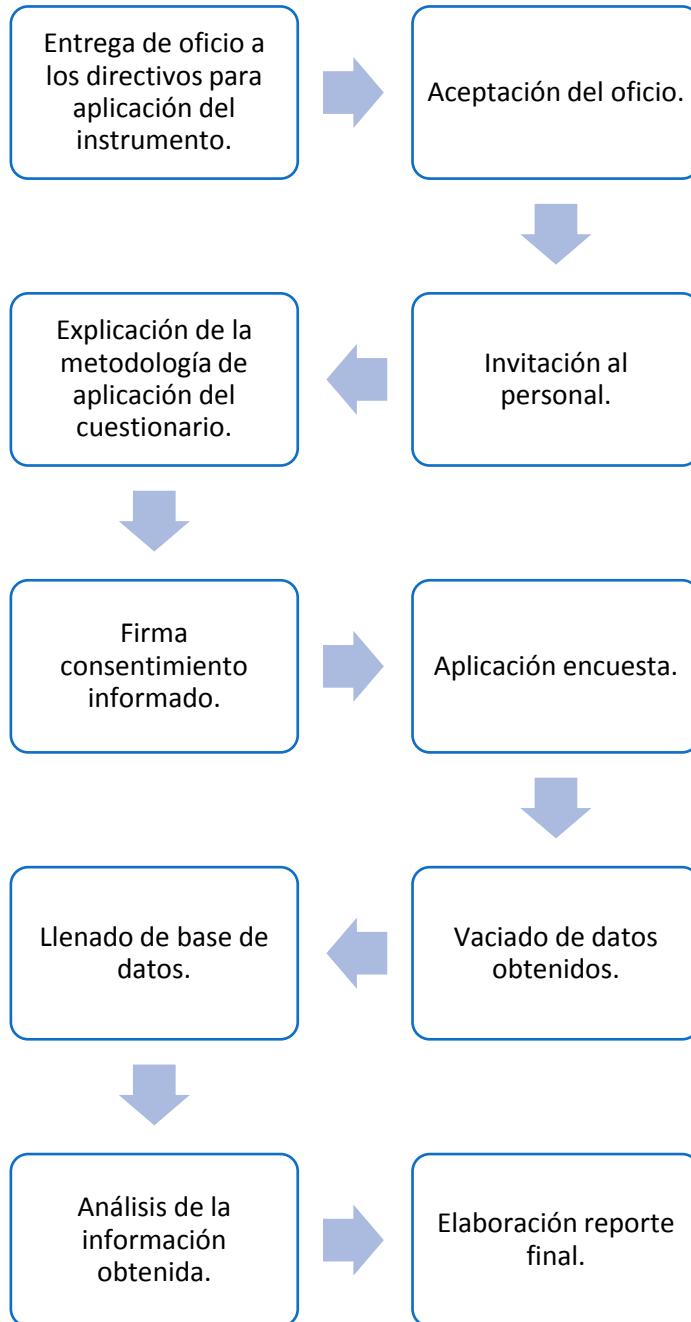 Entrega de oficio a
los directivos para
aplicación del
instrumento.
Aceptación del oficio.
Invitación al
personal.
Explicación de la
metodología de
aplicación del
cuestionario.
Firma
consentimiento
informado.
Aplicación encuesta.
Vaciado de datos
obtenidos.
Llenado de base de
datos.
Análisis de la
información
obtenida.
Elaboración reporte
final.